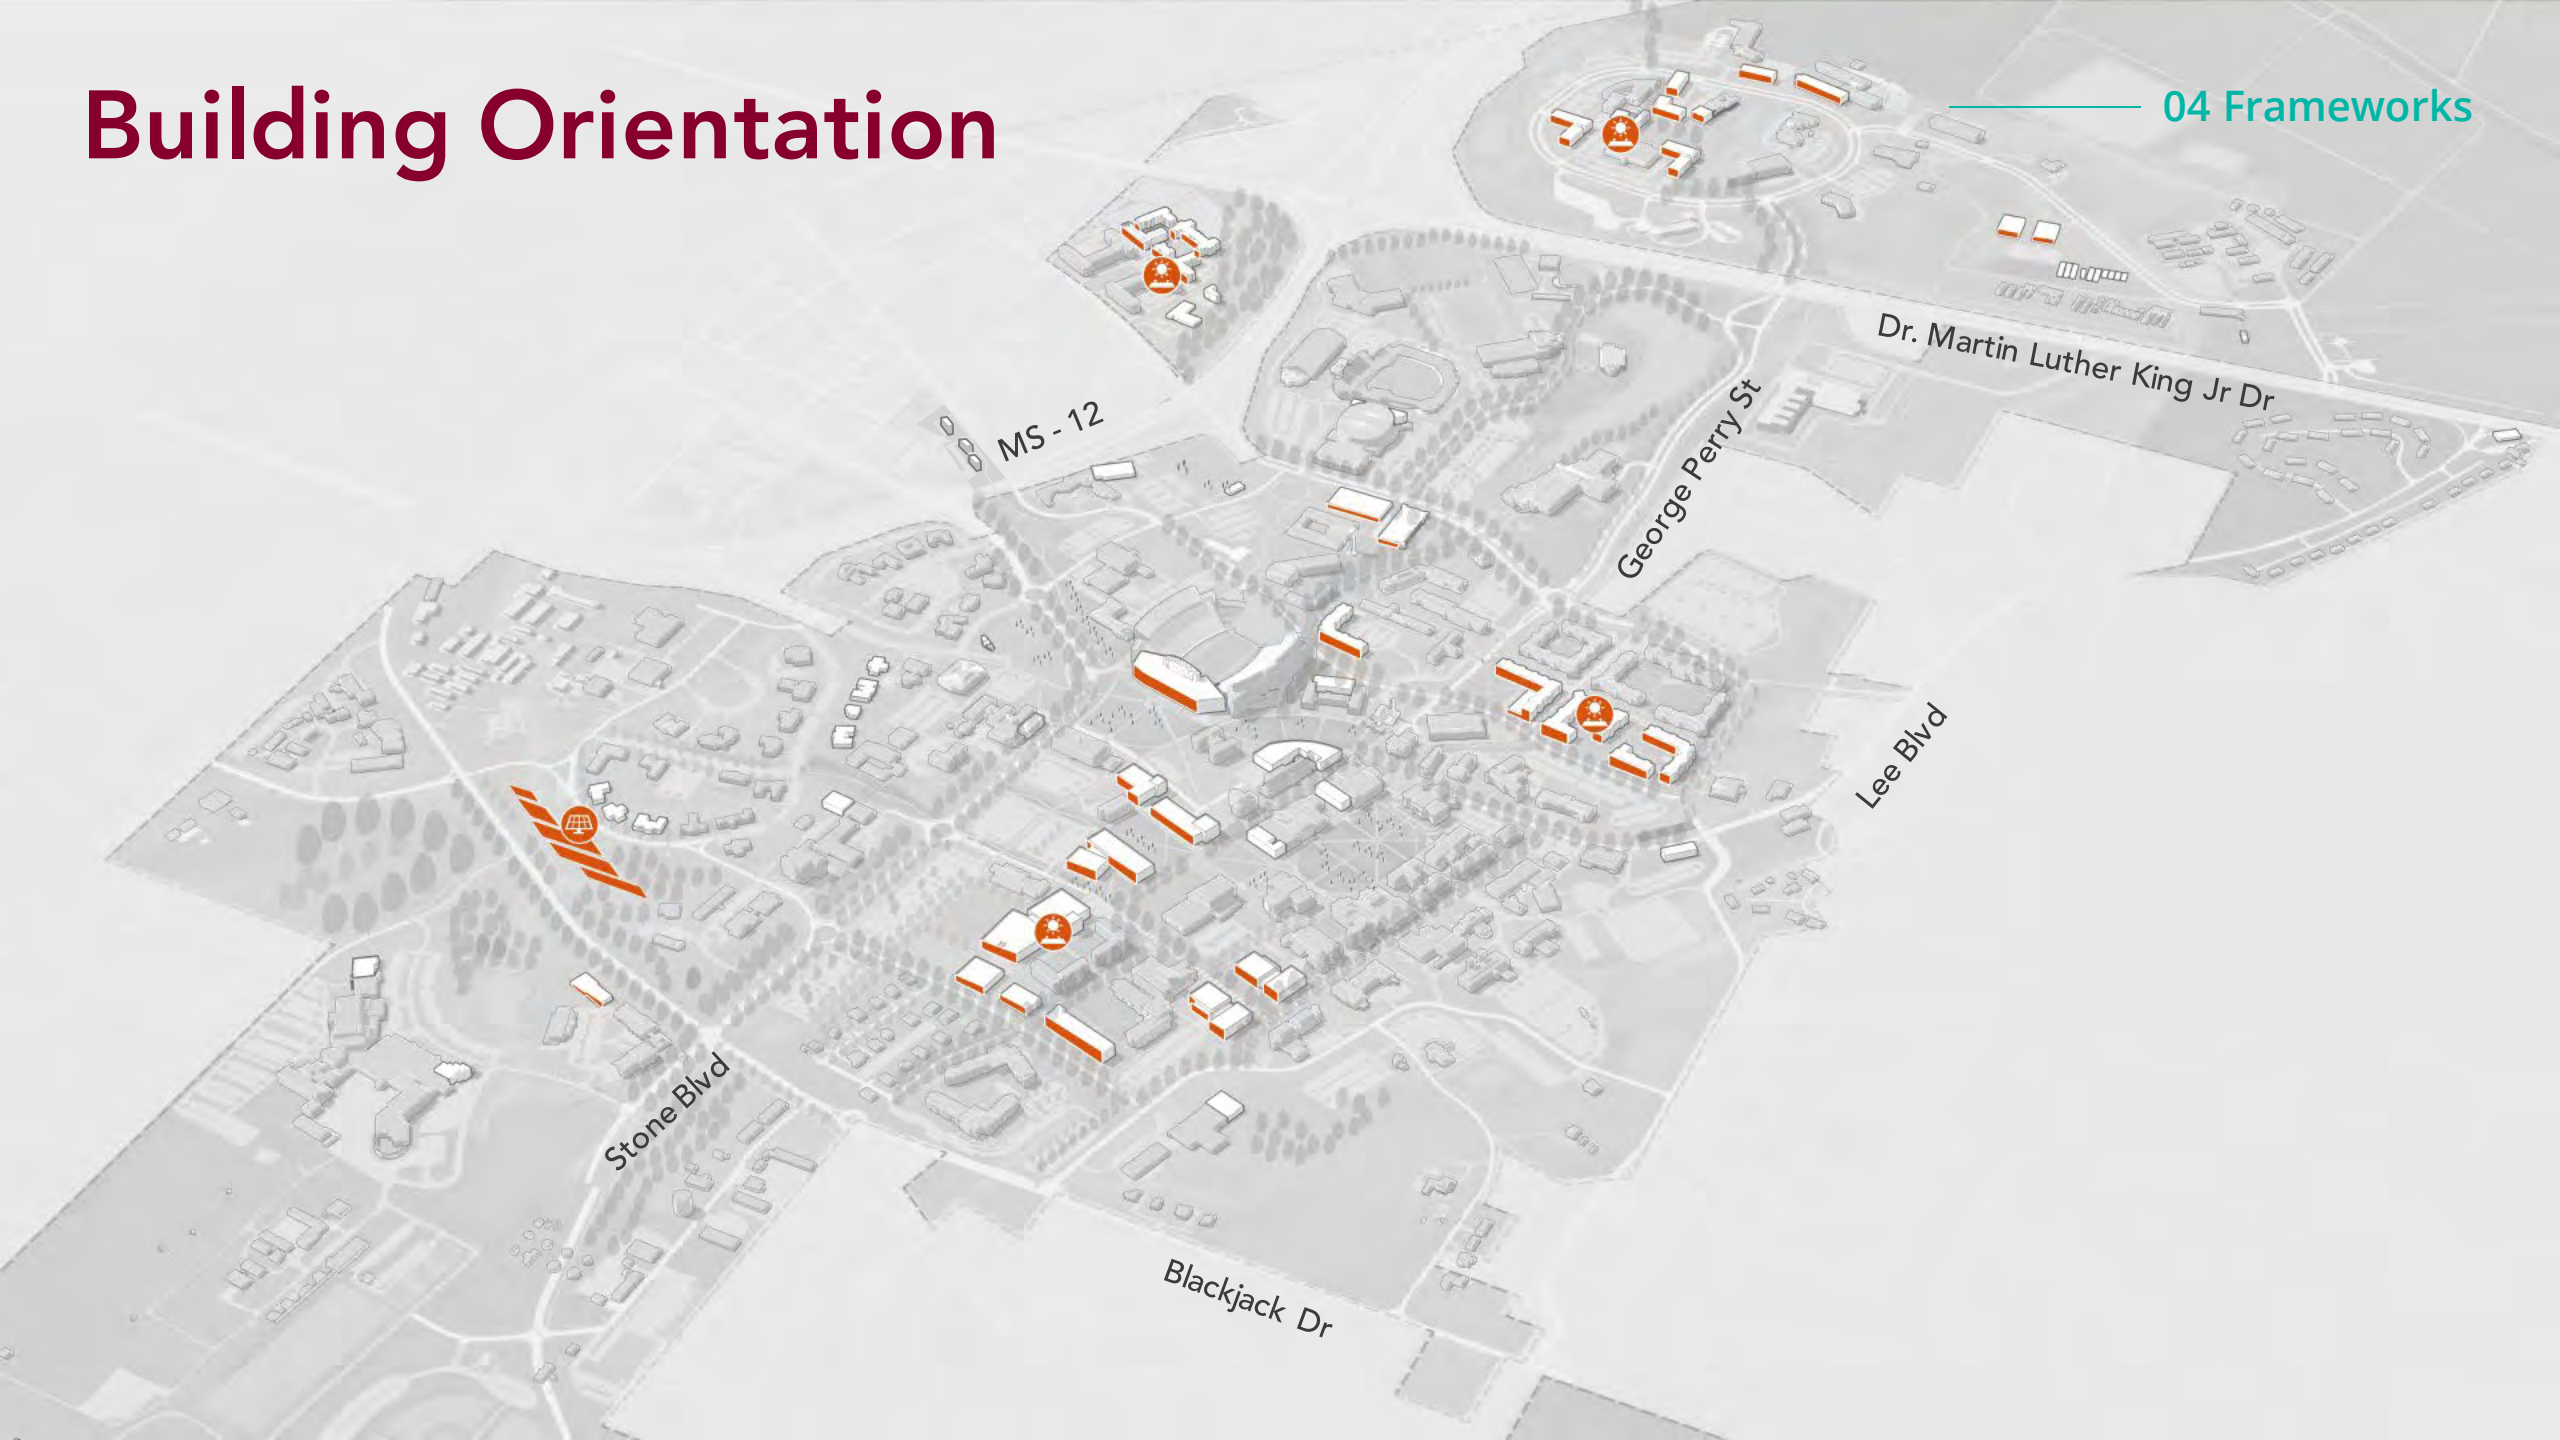 Building Orientation
04 Frameworks
Dr. Martin Luther King Jr Dr
George Perry St
MS - 12
Lee Blvd
Stone Blvd
Blackjack Dr